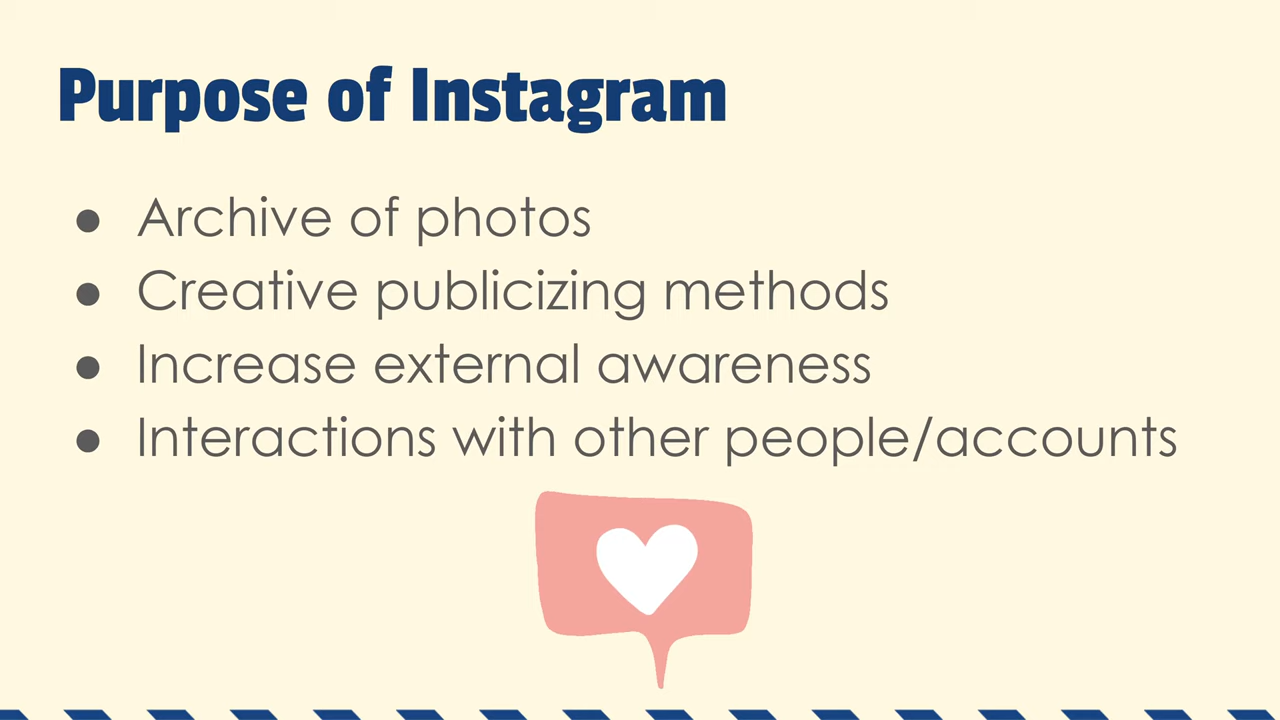 Purpose of Instagram
● Archive of photos
● Creative publicizing methods
● Increase external awareness
● Interactions with other people/accounts